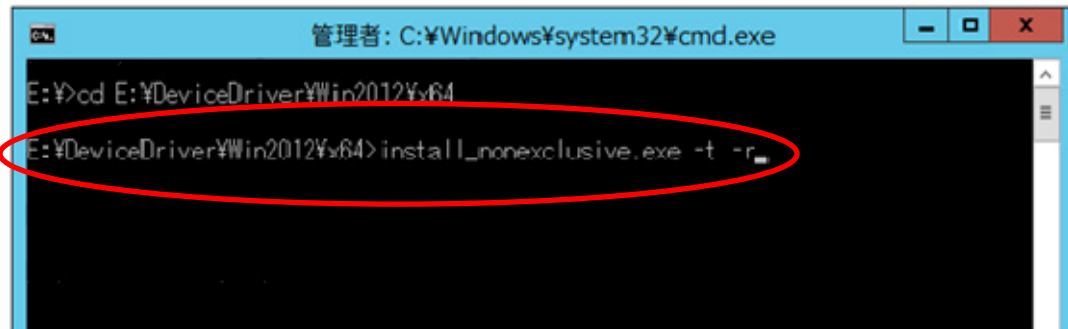 管理者: C:¥Windows¥system32¥cmd.exe
E:¥>cd E:¥DeviceDriver¥Win2012¥x64
E:¥DeviceDriver¥Win2012¥x64>install_nonexclusive.exe -t -r